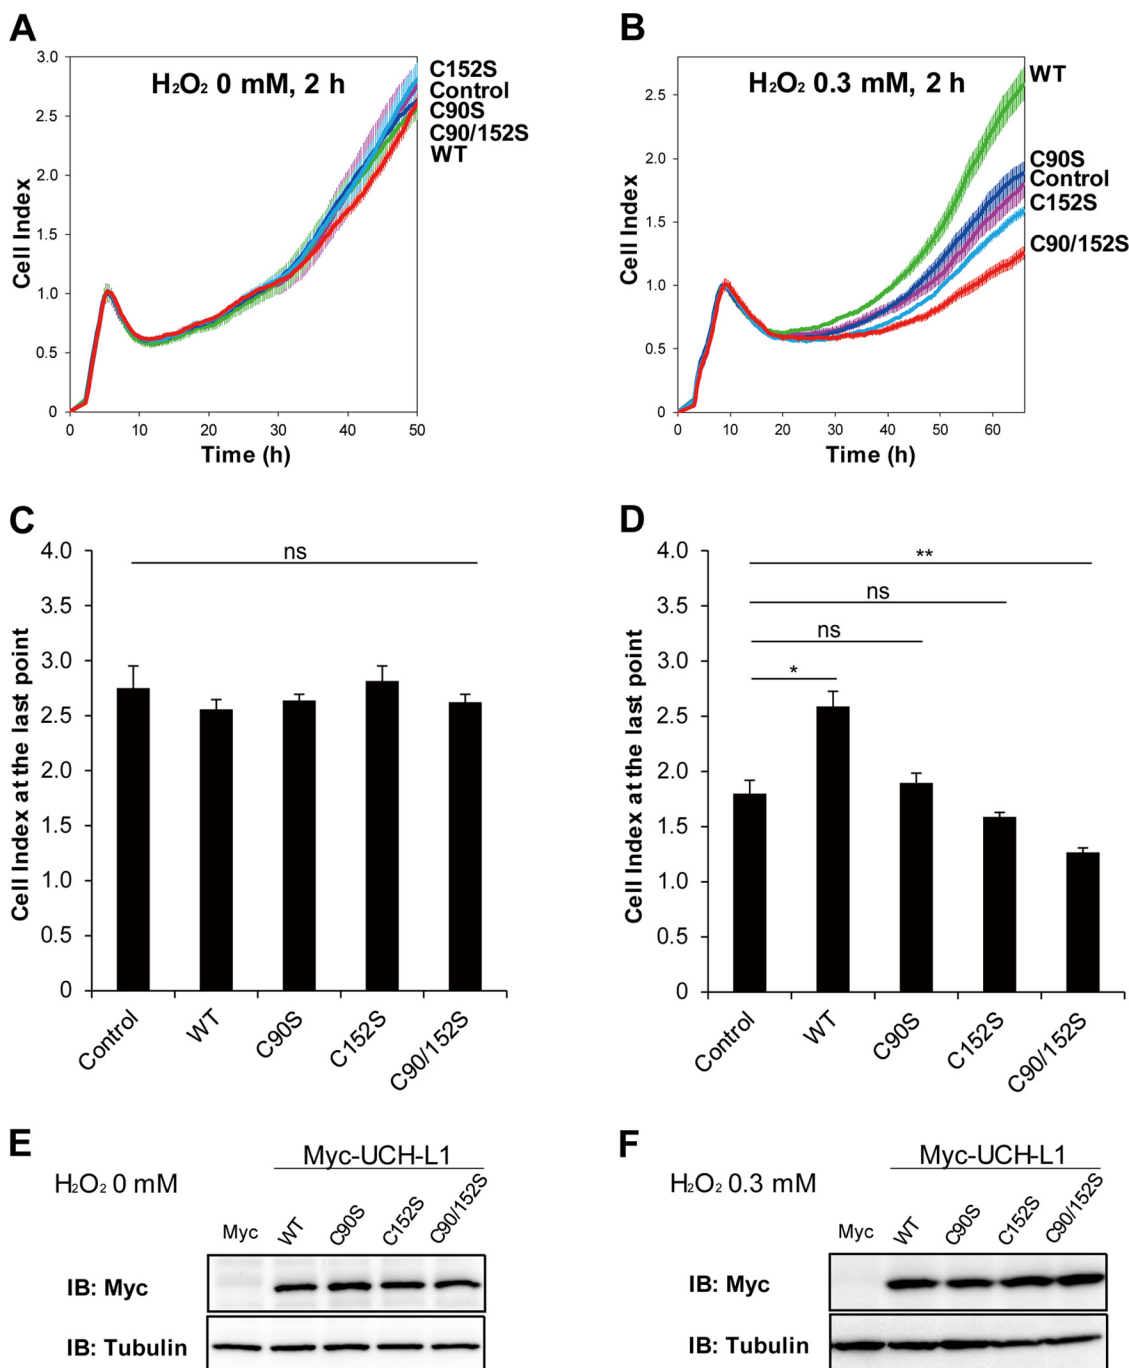 A
H₂O₂ 0 mM, 2 h
3.0
2.5
2.0
1.5
1.0
0.5
0
Cell Index
0 10 20 30 40 50
Time (h)
C152S
Control
C90S
C90/152S
WT
B
H₂O₂ 0.3 mM, 2 h
2.5
2.0
1.5
1.0
0.5
0
Cell Index
0 10 20 30 40 50 60
Time (h)
WT
C90S
Control
C152S
C90/152S
C
ns
4.0
3.5
3.0
2.5
2.0
1.5
1.0
0.5
0
Cell Index at the last point
Control WT C90S C152S C90/152S
D
**
ns
ns
*
4.0
3.5
3.0
2.5
2.0
1.5
1.0
0.5
0
Cell Index at the last point
Control WT C90S C152S C90/152S
E
Myc-UCH-L1
H₂O₂ 0 mM
Myc WT C90S C152S C90/152S
IB: Myc
IB: Tubulin
F
Myc-UCH-L1
H₂O₂ 0.3 mM
Myc WT C90S C152S C90/152S
IB: Myc
IB: Tubulin